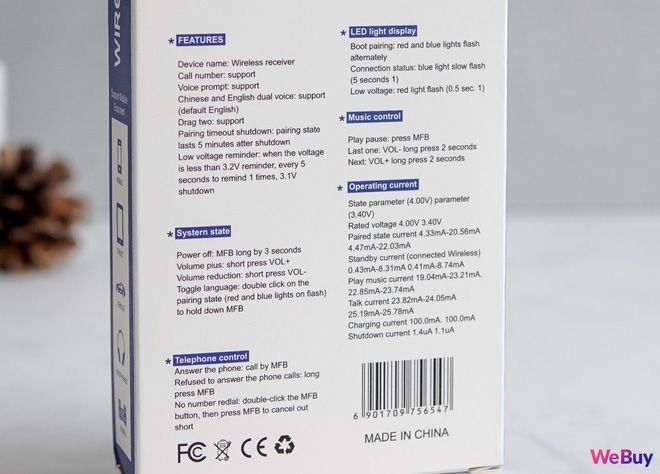 WIRE
Support Multiple
Equipment
FEATURES
Device name: Wireless receiver
Call number: support
Voice prompt: support
Chinese and English dual voice: support
(default English)
Drag two: support
Pairing timeout shutdown: pairing state
lasts 5 minutes atter shutdown
Low voltage reminder: when the voltage
is less than 3.2V reminder, every 5
seconds to remind 1 times, 3.1V
shutdown
Systern state
Power off: MFB long by 3 seconds
Volume pius: short press VOL+
Volume reduction: short press VOL-
Toggle language: double click on the
pairing state (red and blue lights on flash)
to hold down MFB
Telephone control
Answer the phone: call by MFB
Refused to answer the phone calls: long
press MFB
No number redial: double-click the MFB
button, then press MFB to cancel out
short
FC CE
LED light display
Boot pairing: red and blue lights flash
alternately
Connection status: blue light slow flash
(5 seconds 1)
Low voltage: red light flash (0.5 sec. 1)
Music control
Play pause: press MFB
Last one: VOL- long press 2 seconds
Next: VOL+ long press 2 seconds
Operating current
State parameter (4.00V) parameter
(3.40V)
Rated voltage 4.00V 3.40V
Paired state current 4.33mA-20.56mA
4.47mA-22.03mA
Standby current (connected Wireless)
0.43mA-8.31mA 0.41mA-8.74mA
Play music current 19.04mA-23.21mA.
22.85mA-23.74mA
Talk current 23.82mA-24.05mA
25.19mA-25.78mA
Charging current 100.0mA. 100.0mA
Shutdown current 1.4uA 1.1uA
6 901709 756547
MADE IN CHINA
WeBuy